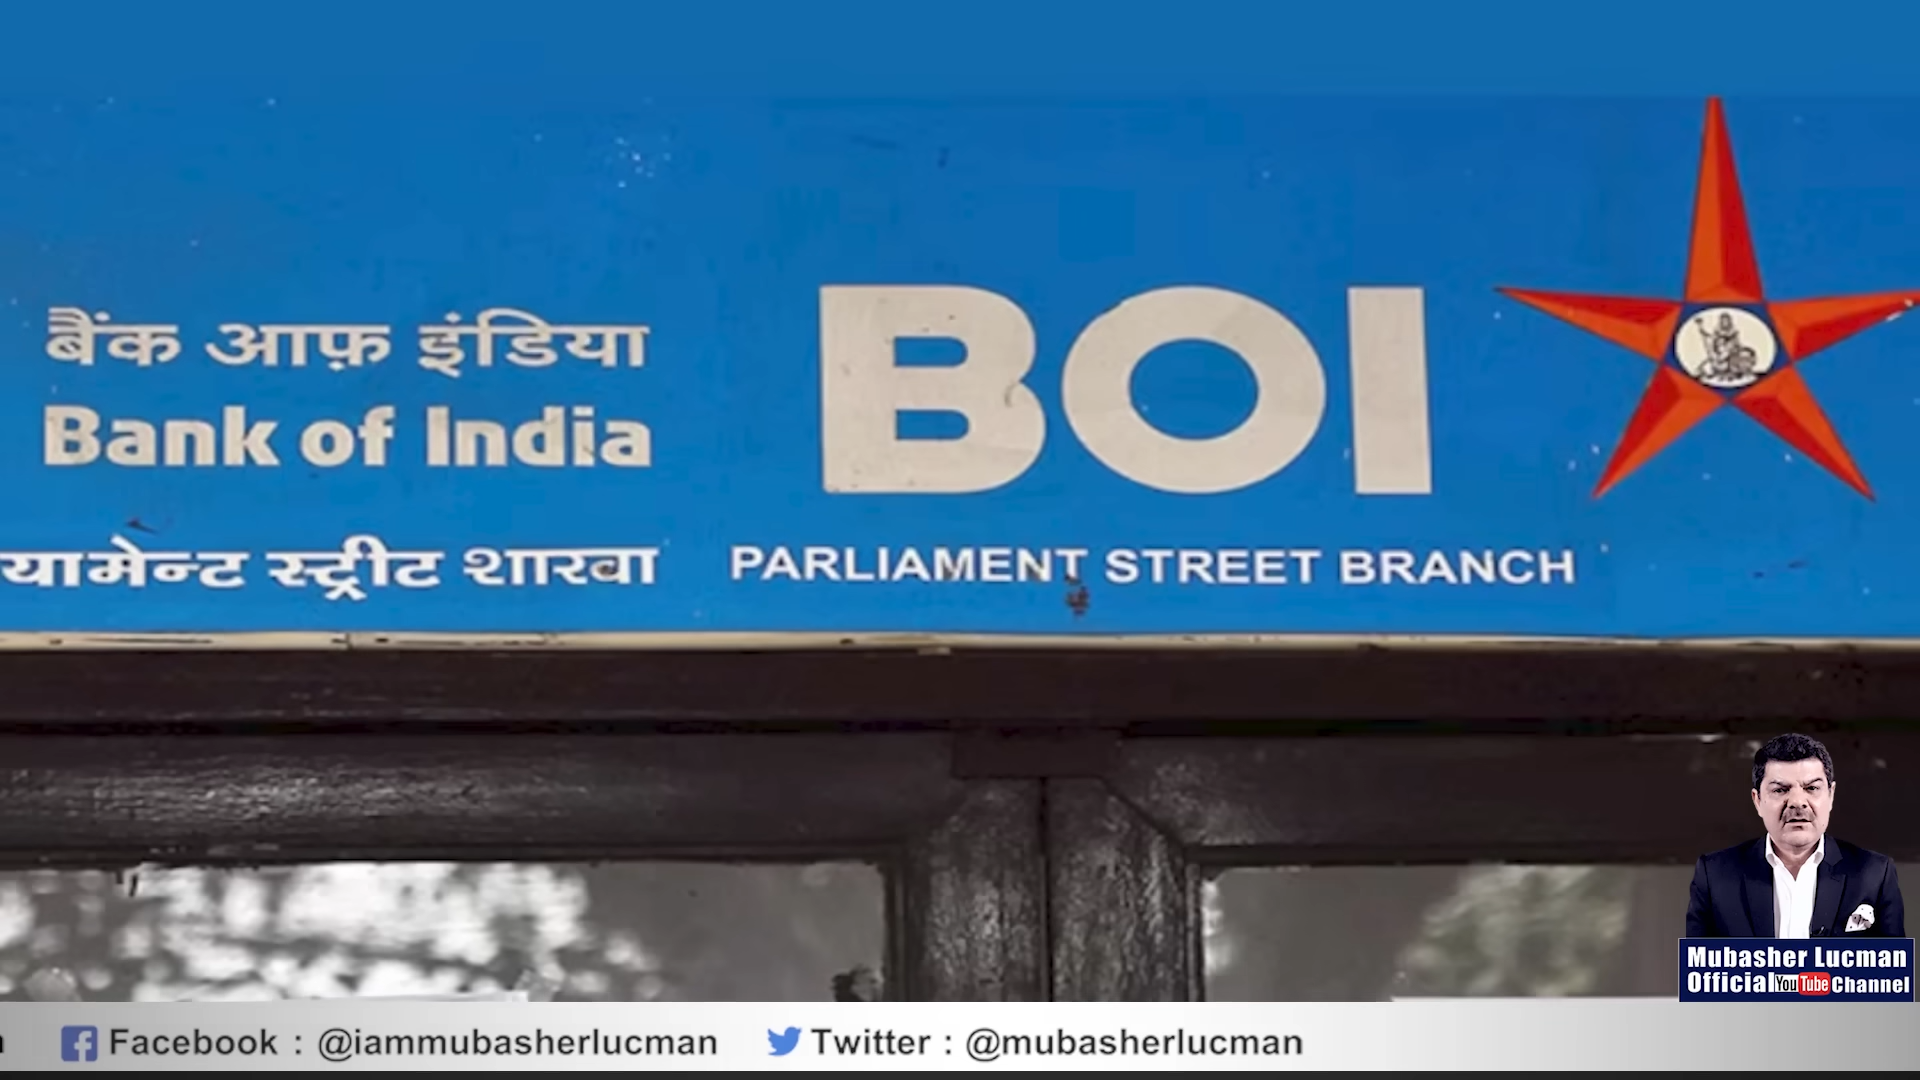 बैंक आफ़ इंडिया
Bank of India
BOI
यामेन्ट स्ट्रीट शाखा
PARLIAMENT STREET BRANCH
Mubasher Lucman
Official YouTube Channel
Facebook : @iammubasherlucman
Twitter : @mubasherlucman